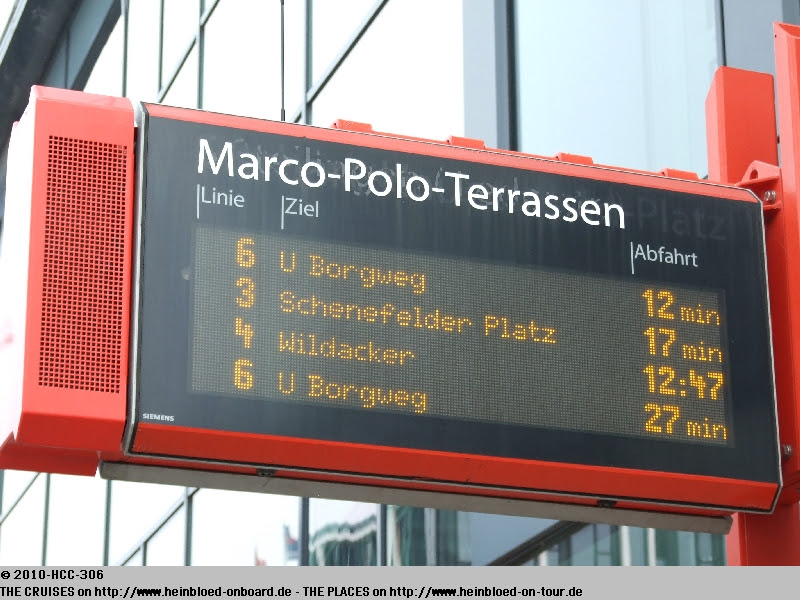 Marco-Polo-Terrassen
Linie Ziel Abfahrt
6 U Borgweg 12 min
3 Schenefelder Platz 17 min
4 Wildacker 12:47
6 U Borgweg 27 min
SIEMENS
© 2010-HCC-306
THE CRUISES on http://www.heinbloed-onboard.de - THE PLACES on http://www.heinbloed-on-tour.de